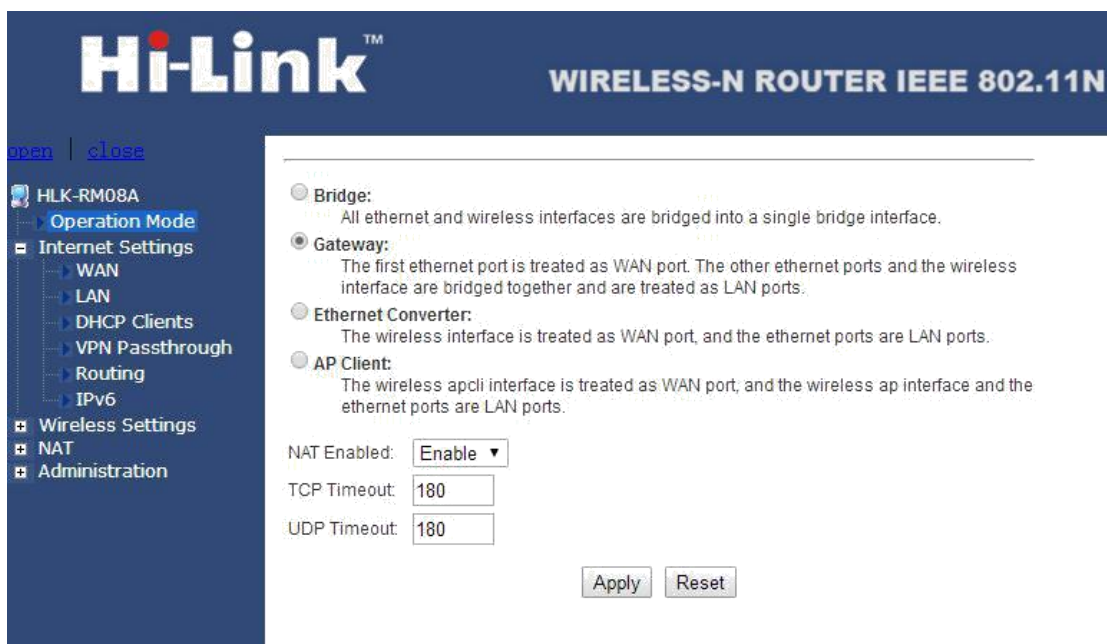 Hi-Link™
WIRELESS-N ROUTER IEEE 802.11N
open | close
HLK-RM08A
Operation Mode
Internet Settings
WAN
LAN
DHCP Clients
VPN Passthrough
Routing
IPv6
Wireless Settings
NAT
Administration
Bridge:
All ethernet and wireless interfaces are bridged into a single bridge interface.
Gateway:
The first ethernet port is treated as WAN port. The other ethernet ports and the wireless
interface are bridged together and are treated as LAN ports.
Ethernet Converter:
The wireless interface is treated as WAN port, and the ethernet ports are LAN ports.
AP Client:
The wireless apcli interface is treated as WAN port, and the wireless ap interface and the
ethernet ports are LAN ports.
NAT Enabled: Enable
TCP Timeout: 180
UDP Timeout: 180
Apply Reset